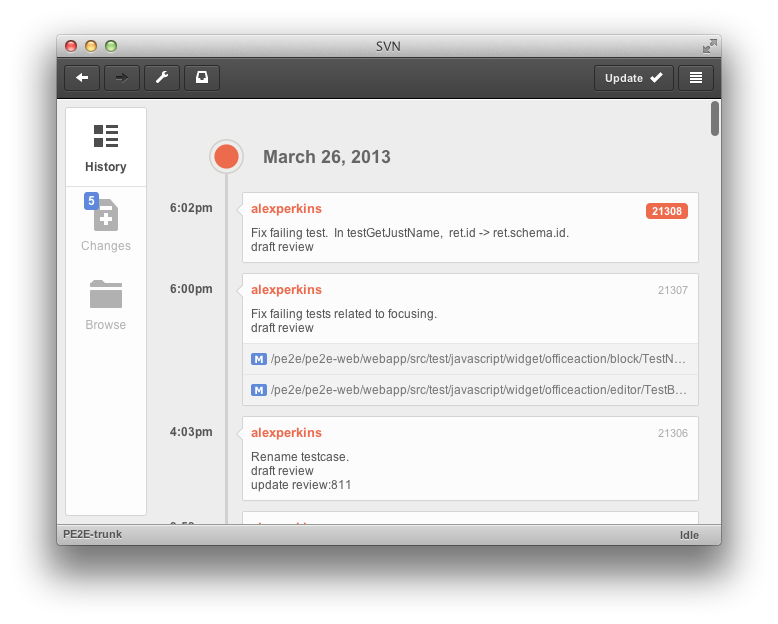 SVN
Update
History
5
Changes
Browse
March 26, 2013
6:02pm
alexperkins
21308
Fix failing test.  In testGetJustName,  ret.id -> ret.schema.id.
draft review
6:00pm
alexperkins
21307
Fix failing tests related to focusing.
draft review
M /pe2e/pe2e-web/webapp/src/test/javascript/widget/officeaction/block/TestN...
M /pe2e/pe2e-web/webapp/src/test/javascript/widget/officeaction/editor/TestB...
4:03pm
alexperkins
21306
Rename testcase.
draft review
update review:811
PE2E-trunk
Idle